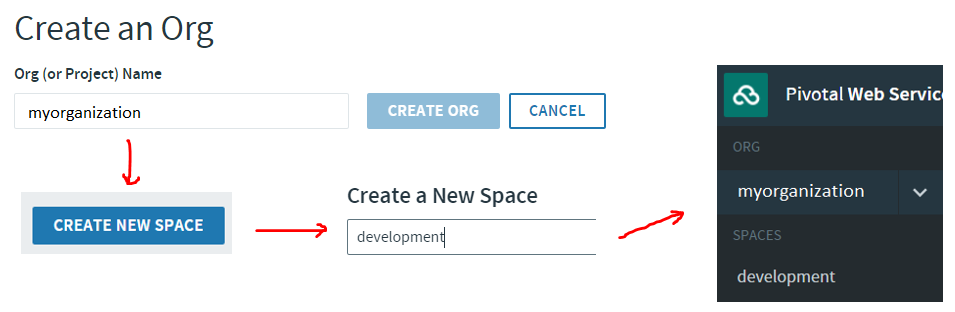 Create an Org
Org (or Project) Name
myorganization
CREATE ORG
CANCEL
CREATE NEW SPACE
Create a New Space
development
Pivotal Web Servic
ORG
myorganization
SPACES
development